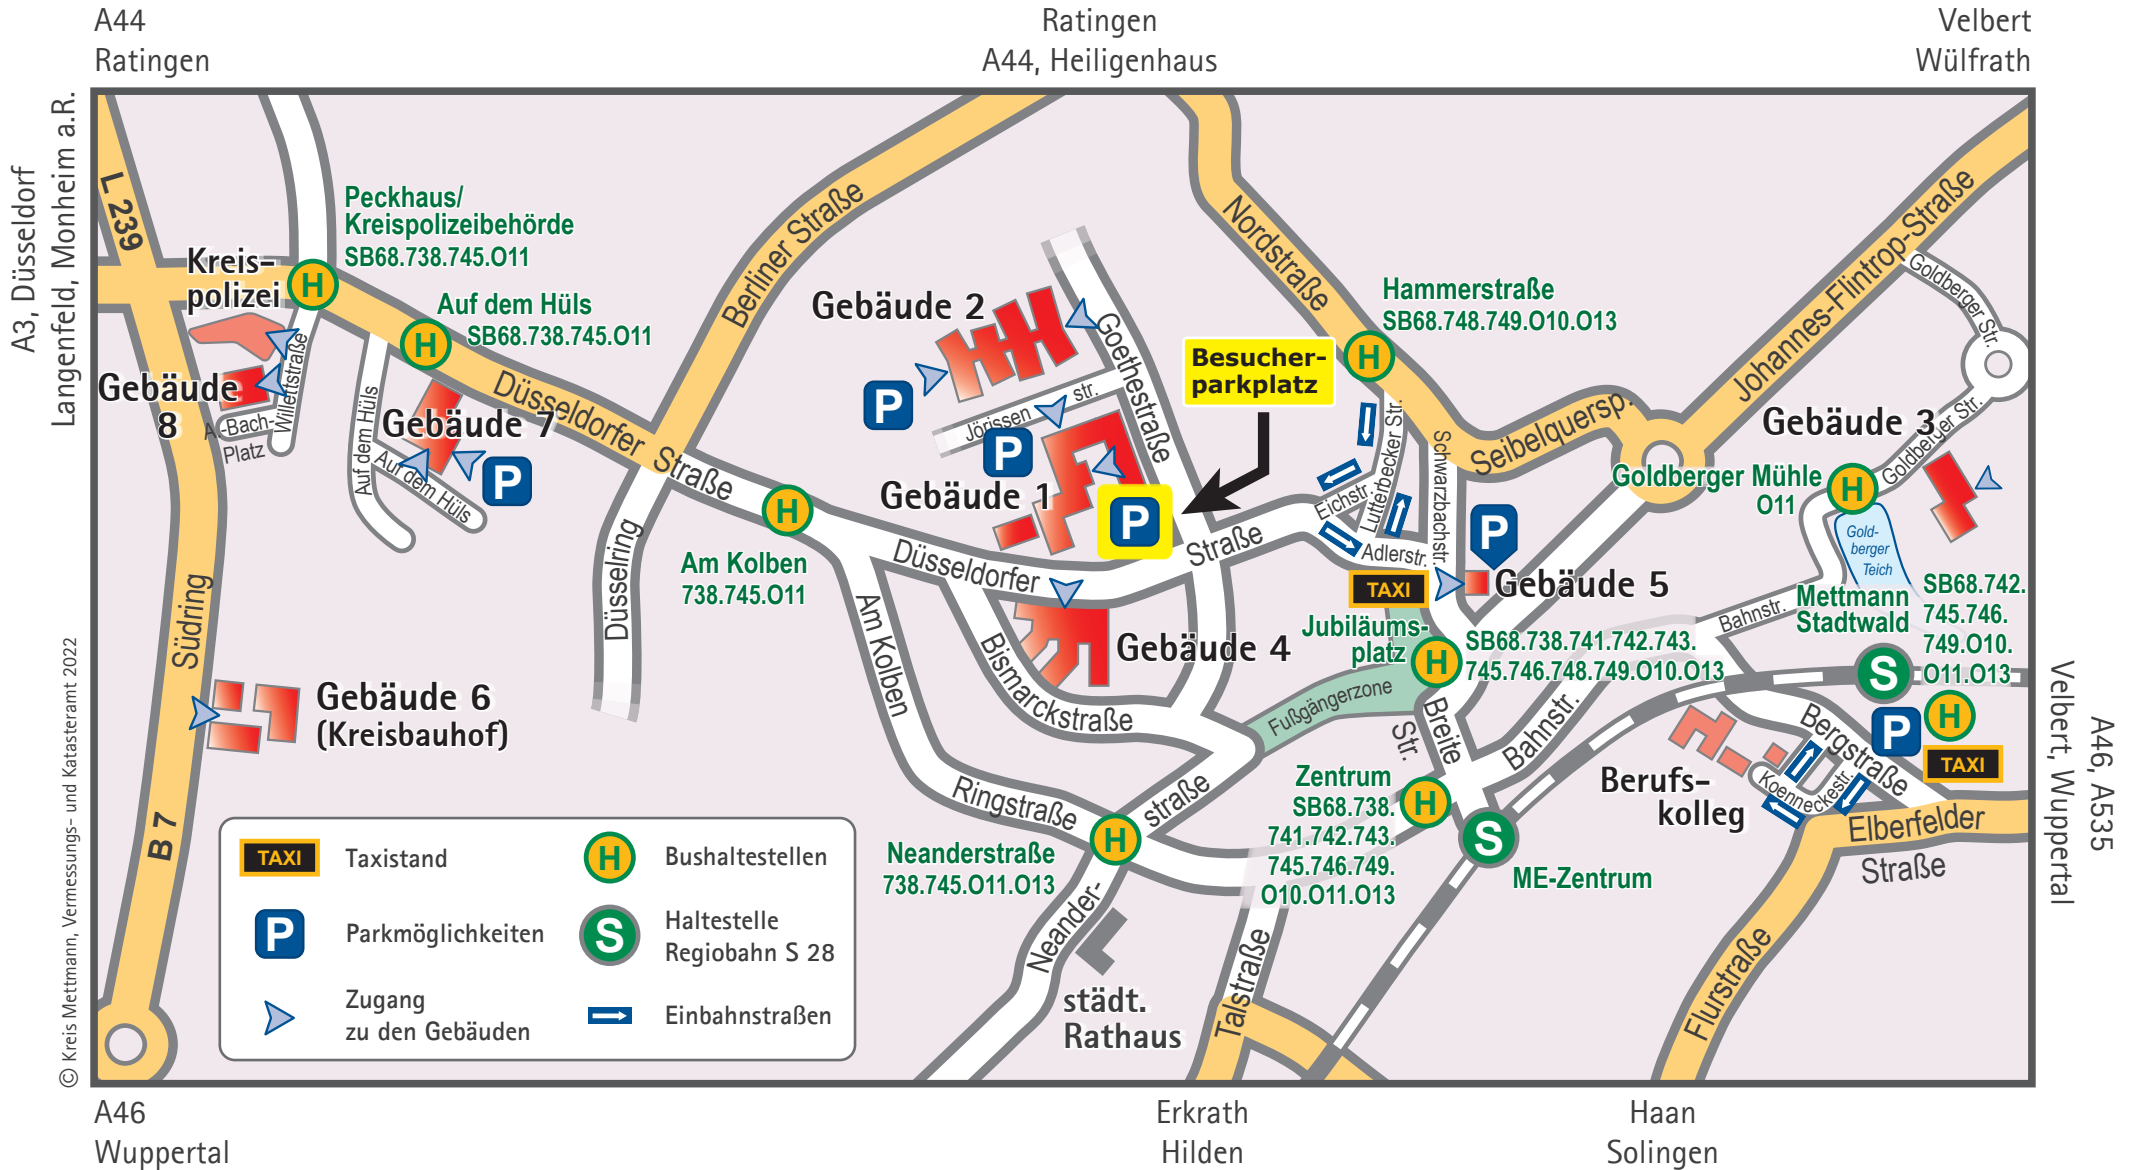 A44
Ratingen
Ratingen
A44, Heiligenhaus
Velbert
Wülfrath
A3, Düsseldorf
Langenfeld, Monheim a.R.
L 239
Peckhaus/
Kreispolizeibehörde
SB68.738.745.O11
Kreis-
polizei
H
Auf dem Hüls
SB68.738.745.O11
H
Gebäude
8
Willettstraße
A.-Bach-
Platz
Auf dem Hüls
Gebäude 7
Auf dem Hüls
P
Düsseldorfer Straße
Berliner Straße
Düsselring
Südring
B 7
Gebäude 6
(Kreisbauhof)
Am Kolben
738.745.O11
H
Gebäude 2
P
Jörissen str.
P
Goethestraße
Gebäude 1
P
Besucher-
parkplatz
Düsseldorfer Straße
Gebäude 4
Am Kolben
Bismarckstraße
Ringstraße
Neanderstraße
738.745.O11.O13
H
Neander-
straße
städt.
Rathaus
Talstraße
Nordstraße
Hammerstraße
SB68.748.749.O10.O13
H
Eichstr.
Lutterbecker Str.
Adlerstr.
Schwarzbachstr.
Seibelquersp.
P
TAXI
Gebäude 5
Jubiläums-
platz
H
SB68.738.741.742.743.
745.746.748.749.O10.O13
Fußgängerzone
Breite
Str.
Bahnstr.
Zentrum
SB68.738.
741.742.743.
745.746.749.
O10.O11.O13
H
S
ME-Zentrum
Johannes-Flintrop-Straße
Goldberger Str.
Goldberger Str.
Gebäude 3
Goldberger Mühle
O11
H
Gold-
berger
Teich
Bahnstr.
Mettmann
Stadtwald
SB68.742.
745.746.
749.O10.
O11.O13
S
H
P
TAXI
Bergstraße
Koenneckestr.
Berufs-
kolleg
Elberfelder
Straße
Flurstraße
TAXI
Taxistand
H
Bushaltestellen
P
Parkmöglichkeiten
S
Haltestelle
Regiobahn S 28
Zugang
zu den Gebäuden
Einbahnstraßen
© Kreis Mettmann, Vermessungs- und Katasteramt 2022
A46, A535
Velbert, Wuppertal
A46
Wuppertal
Erkrath
Hilden
Haan
Solingen